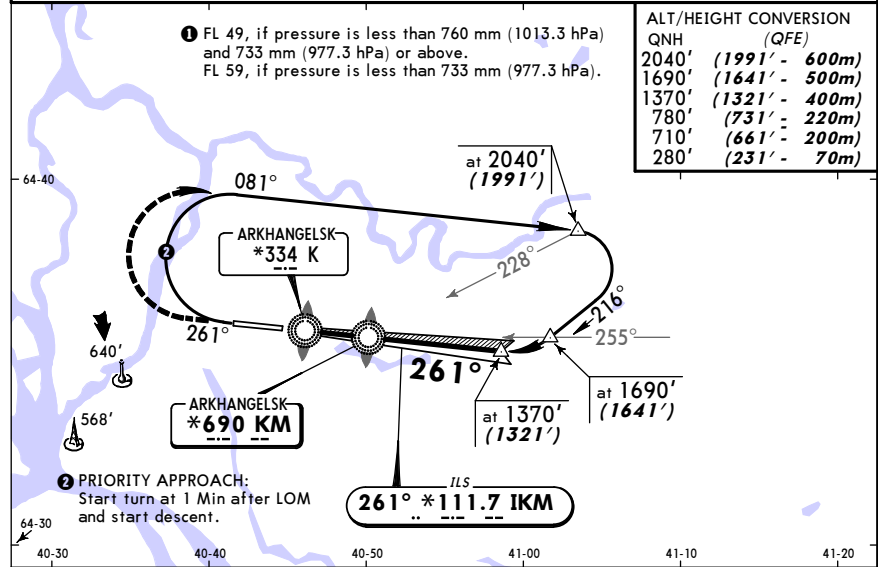 ❶ FL 49, if pressure is less than 760 mm (1013.3 hPa)
and 733 mm (977.3 hPa) or above.
FL 59, if pressure is less than 733 mm (977.3 hPa).
ALT/HEIGHT CONVERSION
QNH (QFE)
2040' (1991' - 600m)
1690' (1641' - 500m)
1370' (1321' - 400m)
780' (731' - 220m)
710' (661' - 200m)
280' (231' - 70m)
64-40
081°
at 2040'
(1991')
❷
ARKHANGELSK
*334 K
228°
216°
261°
255°
640'
261°
at 1690'
(1641')
ARKHANGELSK
*690 KM
at 1370'
(1321')
568'
❷ PRIORITY APPROACH:
Start turn at 1 Min after LOM
and start descent.
ILS
261° *111.7 IKM
64-30
40-30 40-40 40-50 41-00 41-10 41-20